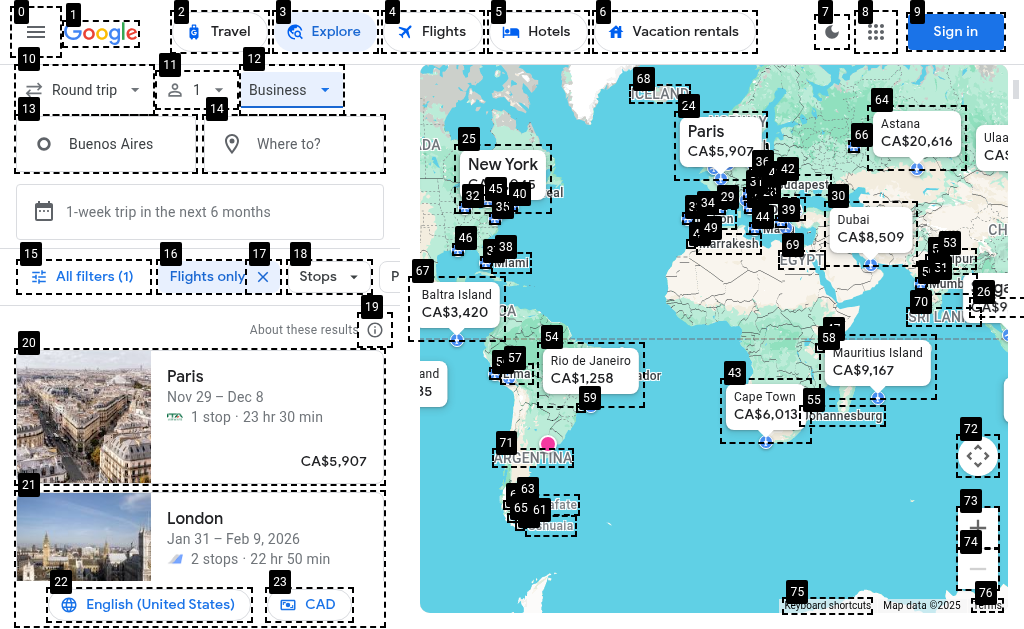 0
1
2
3
4
5
6
7
8
9
Google
Travel
Explore
Flights
Hotels
Vacation rentals
Sign in
10
11
12
Round trip
1
Business
13
14
Buenos Aires
Where to?
1-week trip in the next 6 months
15
16
17
18
All filters (1)
Flights only
Stops
P
19
About these results
20
Paris
Nov 29 – Dec 8
1 stop · 23 hr 30 min
CA$5,907
21
London
Jan 31 – Feb 9, 2026
2 stops · 22 hr 50 min
22
23
English (United States)
CAD
68
ICELAND
24
Paris
CA$5,907
64
Astana
CA$20,616
66
25
New York
32
45
40
35
46
38
Miami
67
Baltra Island
CA$3,420
36
42
34
29
44
39
49
69
EGYPT
30
Dubai
CA$8,509
53
51
70
SRI LANKA
26
54
Rio de Janeiro
CA$1,258
57
59
58
Mauritius Island
CA$9,167
43
Cape Town
CA$6,013
55
Johannesburg
71
ARGENTINA
63
65
61
72
73
74
75
76
Keyboard shortcuts
Map data ©2025
Terms